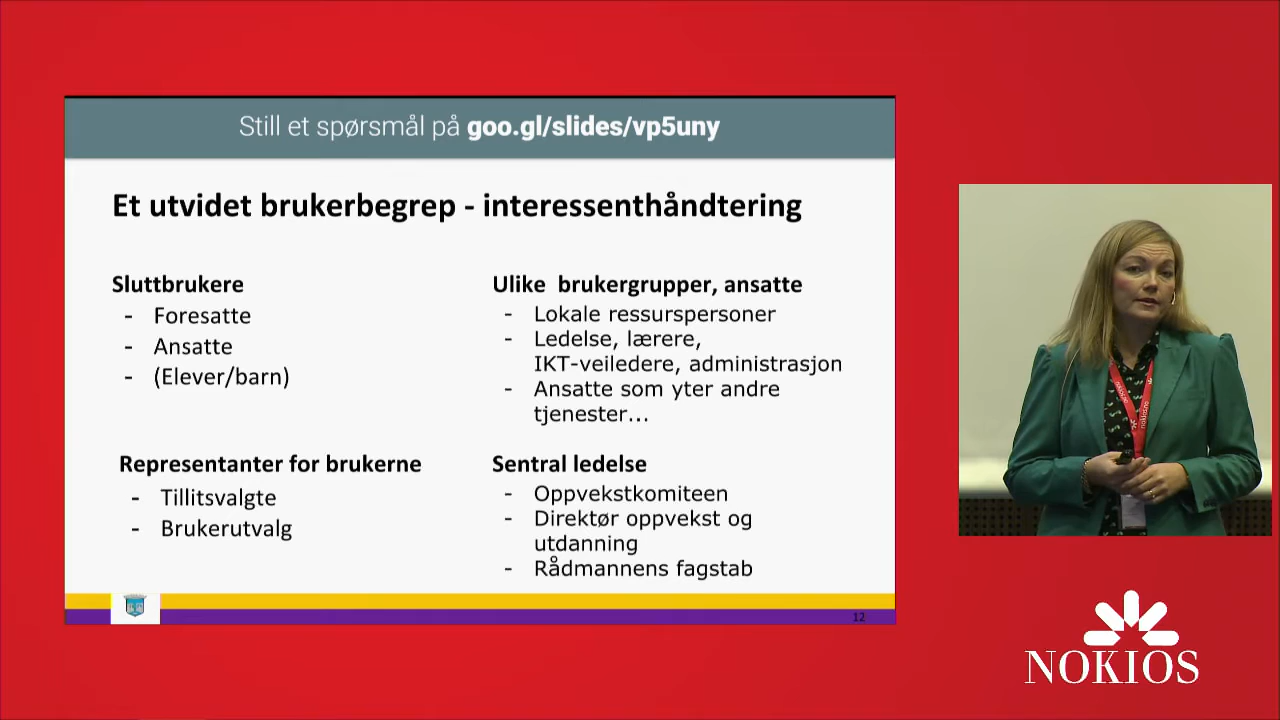 Still et spørsmål på goo.gl/slides/vp5uny
Et utvidet brukerbegrep - interessenthåndtering
Sluttbrukere
- Foresatte
- Ansatte
- (Elever/barn)
Ulike brukergrupper, ansatte
- Lokale ressurspersoner
- Ledelse, lærere,
IKT-veiledere, administrasjon
- Ansatte som yter andre
tjenester...
Representanter for brukerne
- Tillitsvalgte
- Brukerutvalg
Sentral ledelse
- Oppvekstkomiteen
- Direktør oppvekst og
utdanning
- Rådmannens fagstab
12
NOKIOS